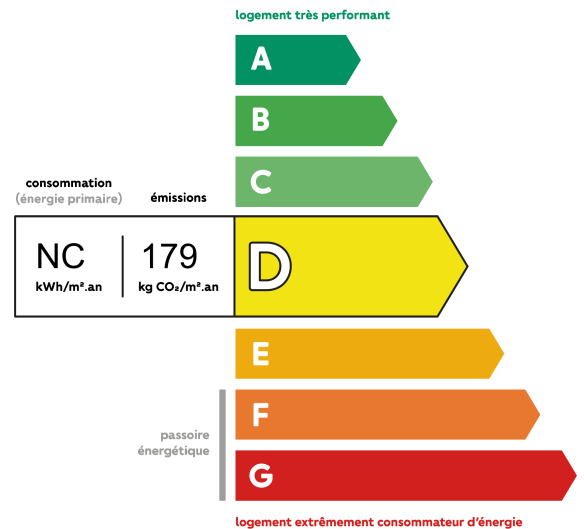 logement très performant
A
B
C
consommation
(énergie primaire)
émissions
NC
179
kWh/m².an
kg CO₂/m².an
D
E
F
passoire
énergétique
G
logement extrêmement consommateur d'énergie